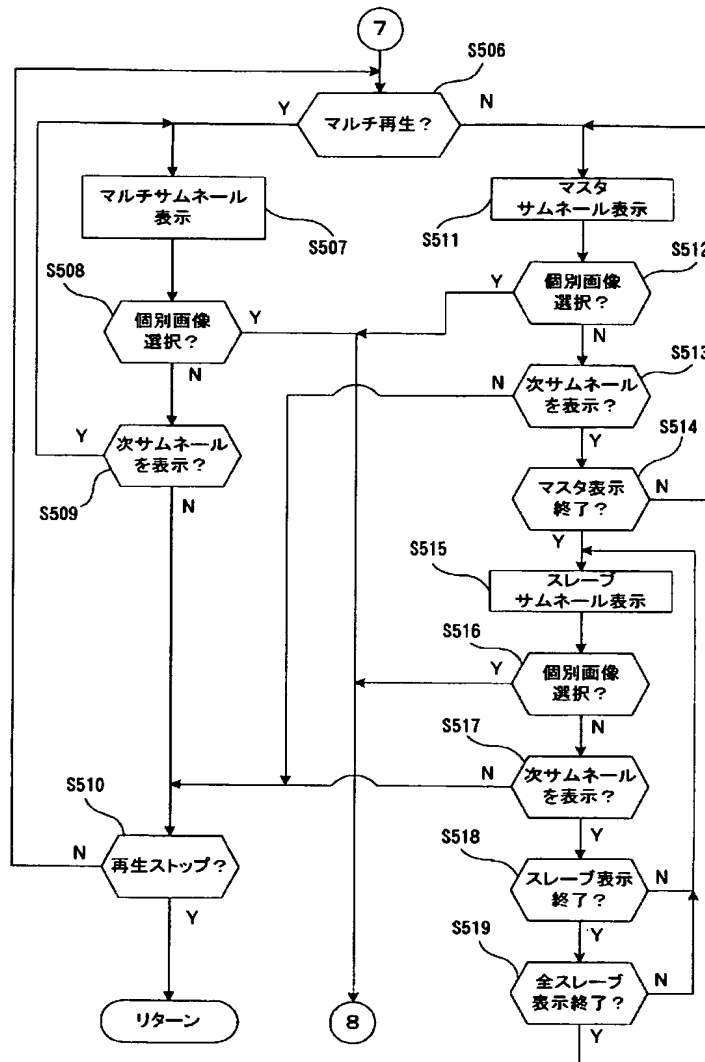 7
S506
Y
マルチ再生？
N
マルチサムネール
表示
S507
マスタ
サムネール表示
S511
S508
個別画像
選択？
Y
N
S512
Y
個別画像
選択？
N
S513
N
次サムネール
を表示？
Y
Y
次サムネール
を表示？
S509
N
S514
マスタ表示
終了？
N
Y
S515
スレーブ
サムネール表示
S516
Y
個別画像
選択？
N
S517
N
次サムネール
を表示？
Y
S510
N
再生ストップ？
Y
S518
スレーブ表示
終了？
N
Y
S519
全スレーブ
表示終了？
N
Y
リターン
8